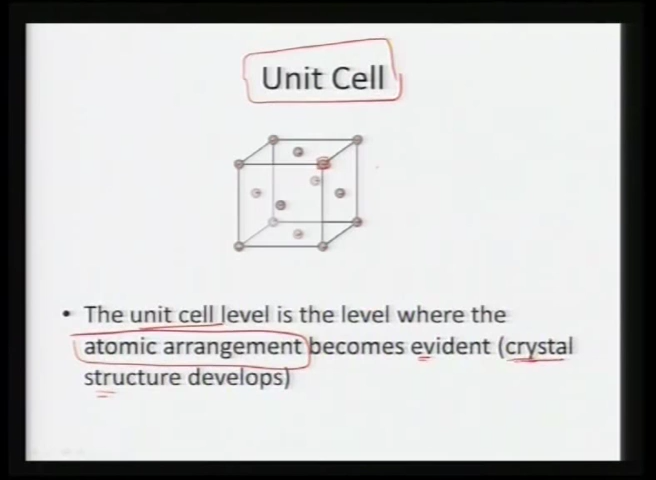 Unit Cell
• The unit cell level is the level where the
atomic arrangement becomes evident (crystal
structure develops)